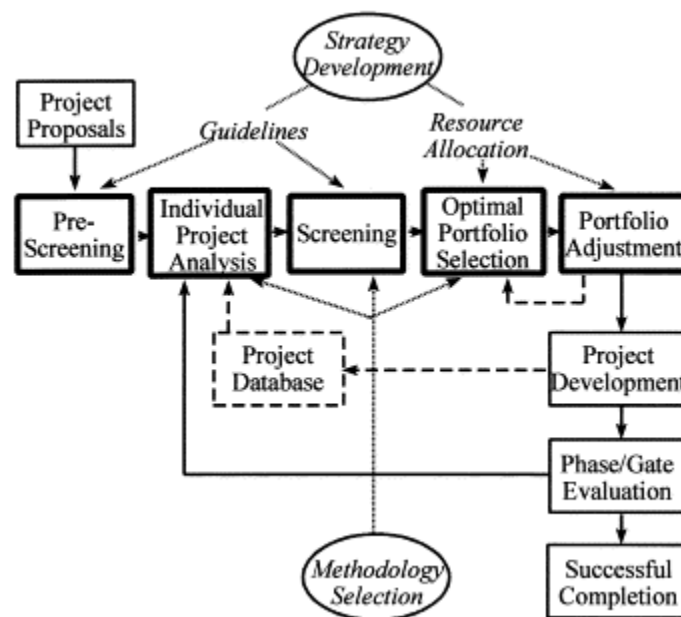 Strategy
Development
Project
Proposals
Guidelines
Resource
Allocation
Pre-
Screening
Individual
Project
Analysis
Screening
Optimal
Portfolio
Selection
Portfolio
Adjustment
Project
Database
Project
Development
Phase/Gate
Evaluation
Methodology
Selection
Successful
Completion